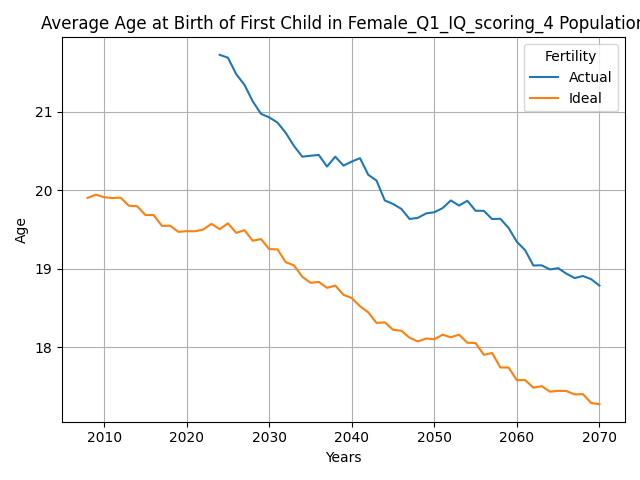 Average Age at Birth of First Child in Female_Q1_IQ_scoring_4 Population
Fertility
Actual
Ideal
21
20
19
18
Age
2010 2020 2030 2040 2050 2060 2070
Years